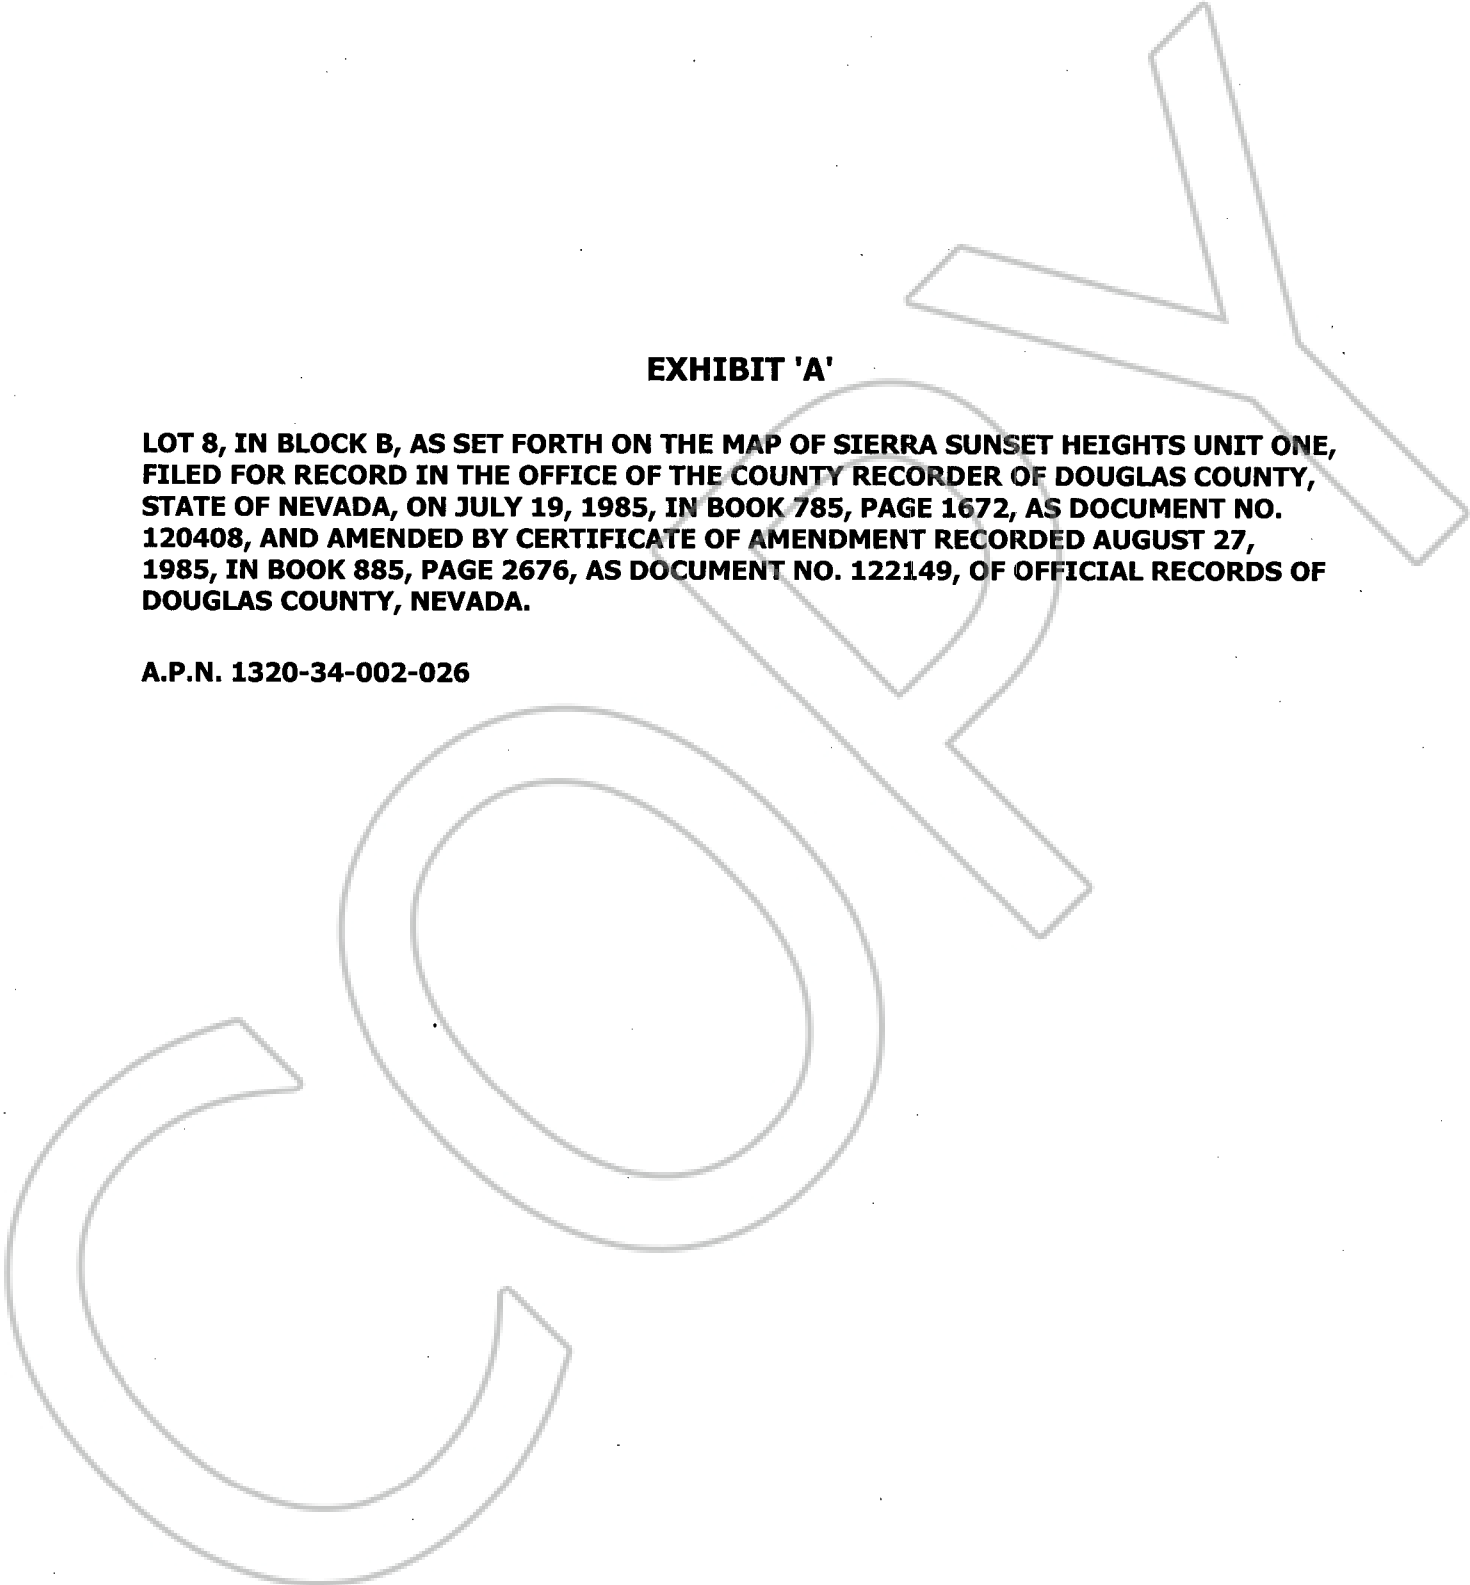 EXHIBIT 'A'
LOT 8, IN BLOCK B, AS SET FORTH ON THE MAP OF SIERRA SUNSET HEIGHTS UNIT ONE,
FILED FOR RECORD IN THE OFFICE OF THE COUNTY RECORDER OF DOUGLAS COUNTY,
STATE OF NEVADA, ON JULY 19, 1985, IN BOOK 785, PAGE 1672, AS DOCUMENT NO.
120408, AND AMENDED BY CERTIFICATE OF AMENDMENT RECORDED AUGUST 27,
1985, IN BOOK 885, PAGE 2676, AS DOCUMENT NO. 122149, OF OFFICIAL RECORDS OF
DOUGLAS COUNTY, NEVADA.
A.P.N. 1320-34-002-026
COPY